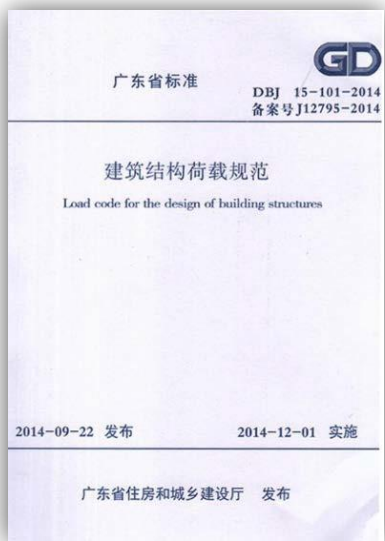 GD
广东省标准
DBJ 15-101-2014
备案号J12795-2014
建筑结构荷载规范
Load code for the design of building structures
2014-09-22 发布 2014-12-01 实施
广东省住房和城乡建设厅 发布